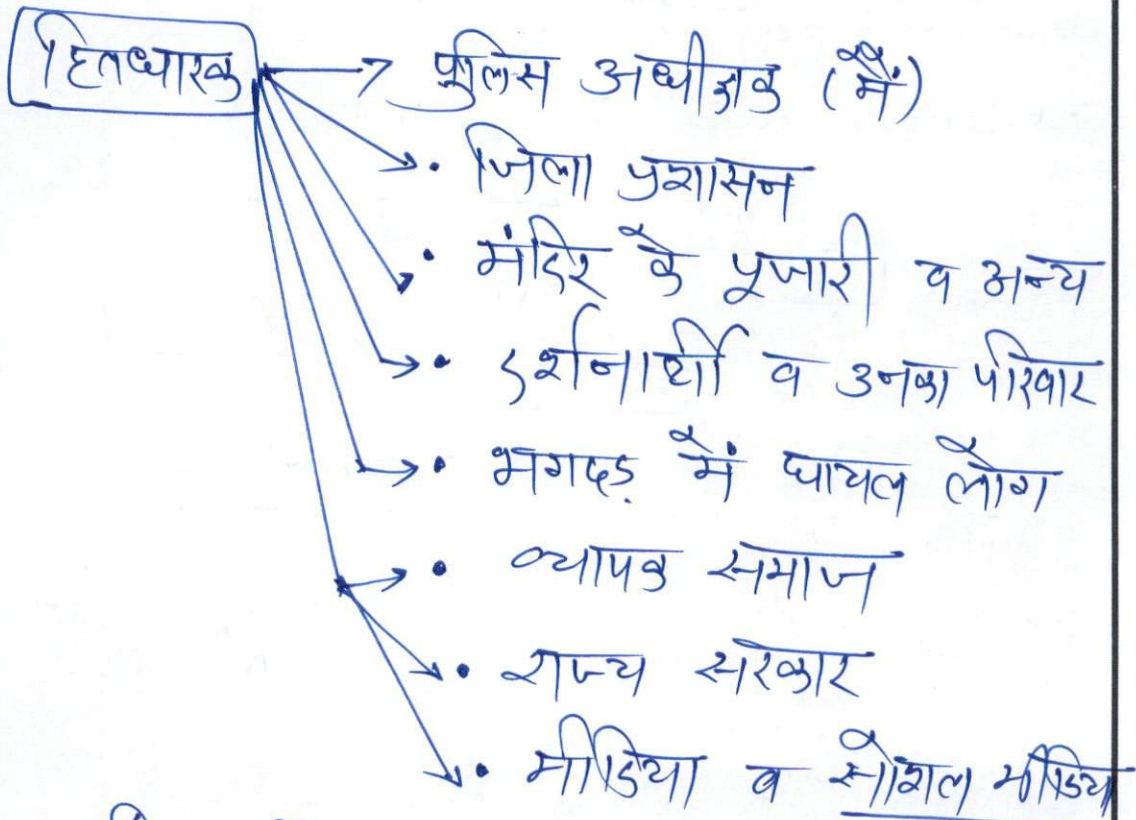 हितधारक → पुलिस अधीक्षक (मैं)
• जिला प्रशासन
• मंदिर के पूजारी व अन्य
• दर्शनार्थी व उनका परिवार
• भगदड़ में घायल लोग
• व्यापक समाज
• राज्य सरकार
• मीडिया व सोशल मीडिया